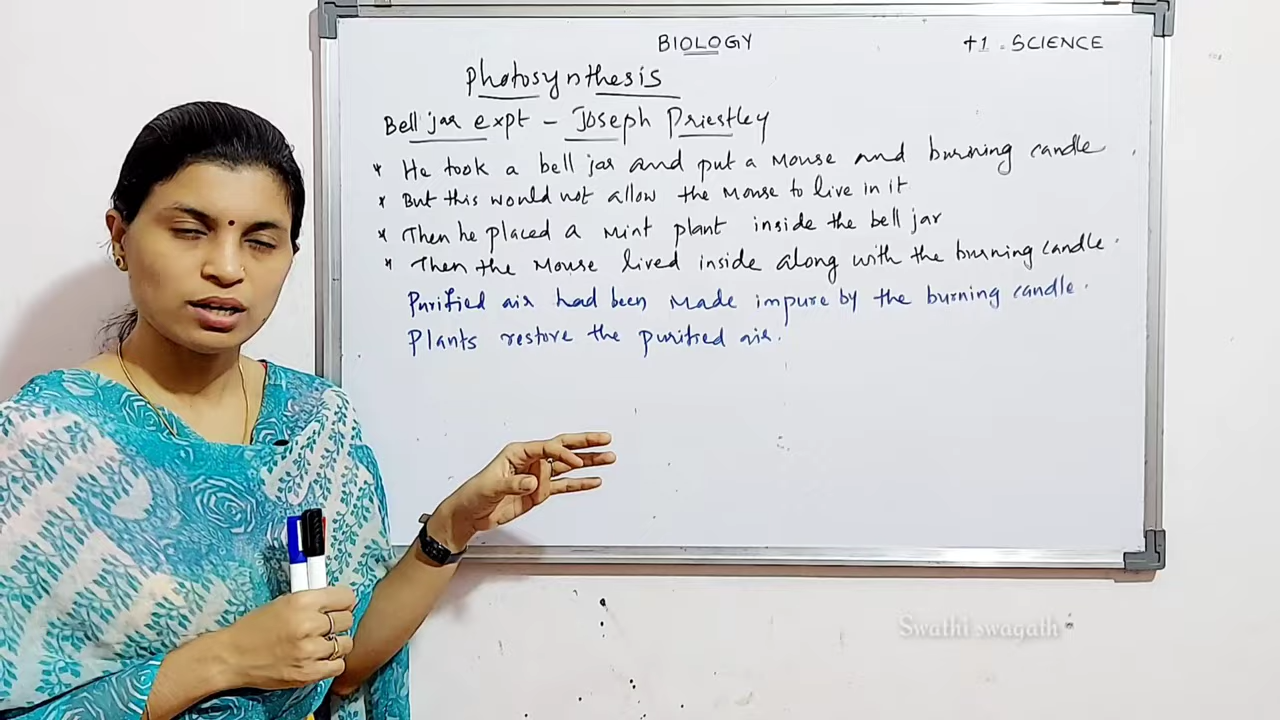 BIOLOGY
+1. SCIENCE
Photosynthesis
Bell jar expt - Joseph Priestley
* He took a bell jar and put a mouse and burning candle.
* But this would not allow the mouse to live in it
* Then he placed a mint plant inside the bell jar
* Then the mouse lived inside along with the burning candle.
Purified air had been made impure by the burning candle.
Plants restore the purified air.
Swathi swagath